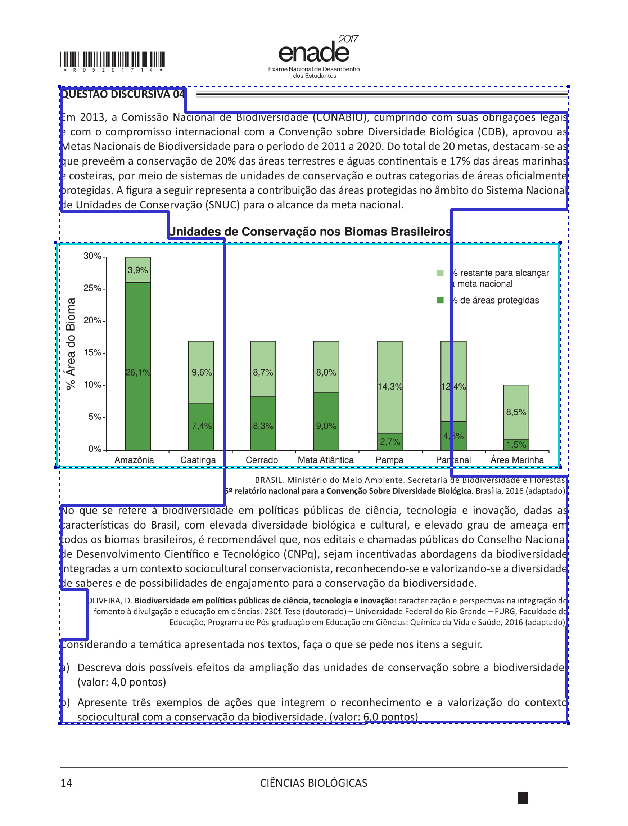 *R0520171 4*
enade 2017
Exame Nacional de Desempenho
dos Estudantes
QUESTÃO DISCURSIVA 04
Em 2013, a Comissão Nacional de Biodiversidade (CONABIO), cumprindo com suas obrigações legais
e com o compromisso internacional com a Convenção sobre Diversidade Biológica (CDB), aprovou as
Metas Nacionais de Biodiversidade para o período de 2011 a 2020. Do total de 20 metas, destacam-se as
que preveêm a conservação de 20% das áreas terrestres e águas continentais e 17% das áreas marinhas
e costeiras, por meio de sistemas de unidades de conservação e outras categorias de áreas oficialmente
protegidas. A figura a seguir representa a contribuição das áreas protegidas no âmbito do Sistema Nacional
de Unidades de Conservação (SNUC) para o alcance da meta nacional.
Unidades de Conservação nos Biomas Brasileiros
% Área do Bioma
30%
25%
20%
15%
10%
5%
0%
% restante para alcançar
a meta nacional
% de áreas protegidas
3,9%
26,1%
9,6%
7,4%
8,7%
8,3%
8,0%
9,0%
14,3%
2,7%
12,4%
8,5%
1,5%
Amazônia Caatinga Cerrado Mata Atlântica Pampa Pantanal Área Marinha
BRASIL. Ministério do Meio Ambiente. Secretaria de Biodiversidade e Florestas.
5º relatório nacional para a Convenção Sobre Diversidade Biológica. Brasília, 2016 (adaptado).
No que se refere à biodiversidade em políticas públicas de ciência, tecnologia e inovação, dadas as
características do Brasil, com elevada diversidade biológica e cultural, e elevado grau de ameaça em
todos os biomas brasileiros, é recomendável que, nos editais e chamadas públicas do Conselho Nacional
de Desenvolvimento Científico e Tecnológico (CNPq), sejam incentivadas abordagens da biodiversidade
integradas a um contexto sociocultural conservacionista, reconhecendo-se e valorizando-se a diversidade
de saberes e de possibilidades de engajamento para a conservação da biodiversidade.
OLIVEIRA, D. Biodiversidade em políticas públicas de ciência, tecnologia e inovação: caracterização e perspectivas na integração do
fomento à divulgação e educação em ciências. 230f. Tese (doutorado) – Universidade Federal do Rio Grande – FURG, Faculdade de
Educação, Programa de Pós-graduação em Educação em Ciências: Química da Vida e Saúde, 2016 (adaptado).
Considerando a temática apresentada nos textos, faça o que se pede nos itens a seguir.
a) Descreva dois possíveis efeitos da ampliação das unidades de conservação sobre a biodiversidade.
(valor: 4,0 pontos)
b) Apresente três exemplos de ações que integrem o reconhecimento e a valorização do contexto
sociocultural com a conservação da biodiversidade. (valor: 6,0 pontos)
14
CIÊNCIAS BIOLÓGICAS